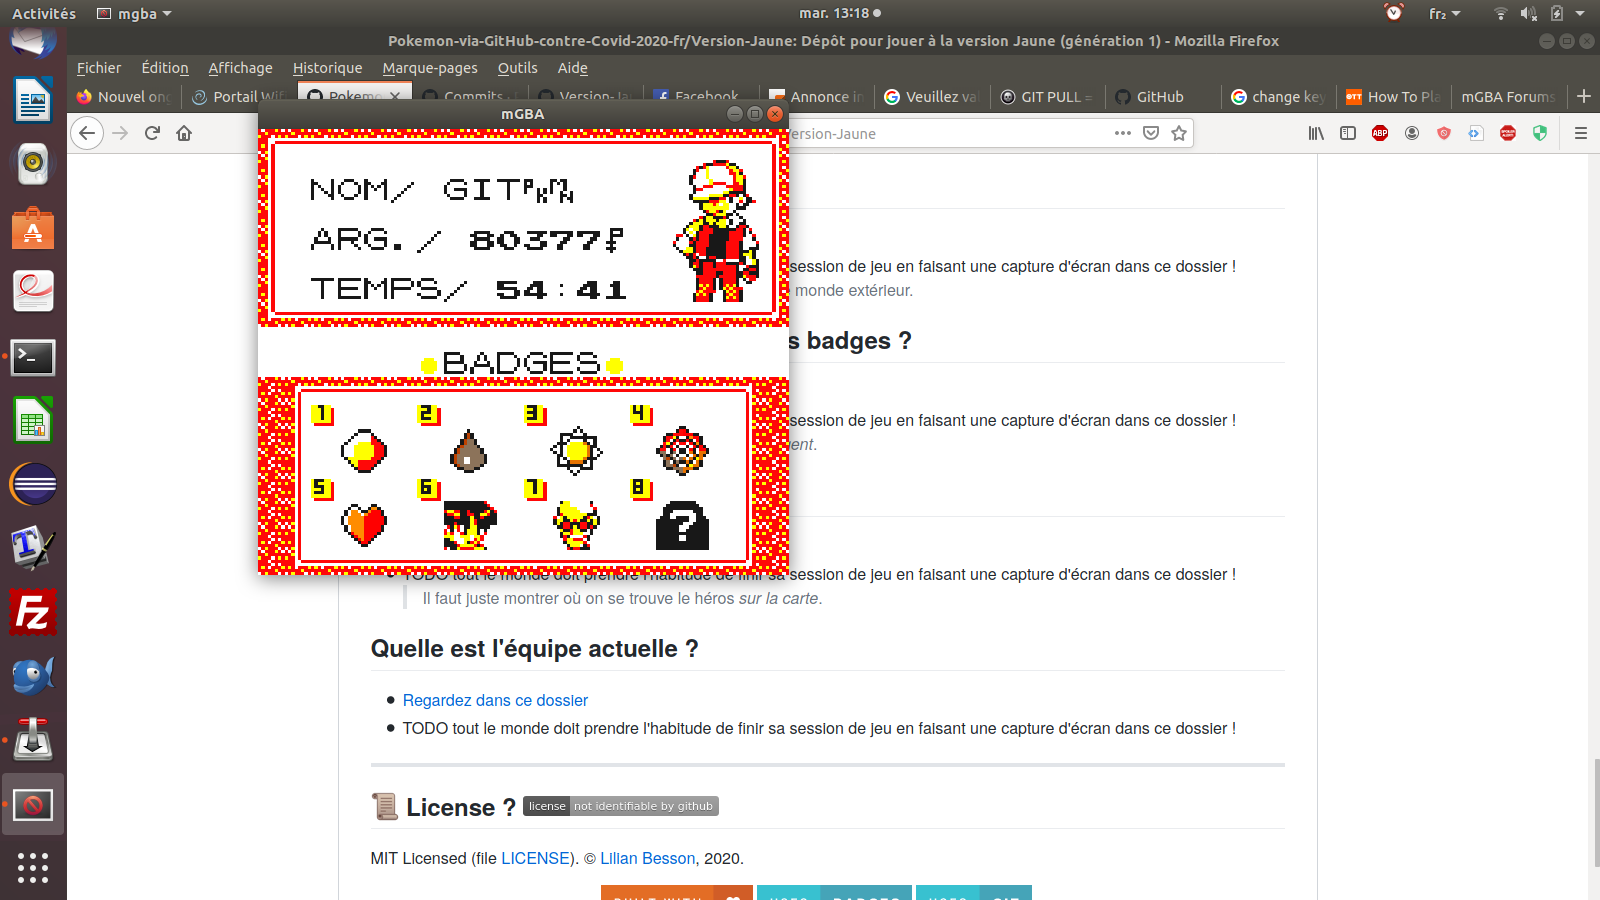 Activités
mgba
mar. 13:18
fr₂
Pokemon-via-GitHub-contre-Covid-2020-fr/Version-Jaune: Dépôt pour jouer à la version Jaune (génération 1) - Mozilla Firefox
Fichier Édition Affichage Historique Marque-pages Outils Aide
Nouvel ong
Portail Wif
Pokemo
Commits ·
Version-Ja
Facebook
Annonce in
Veuillez va
GIT PULL =
GitHub
change key
How To Pla
mGBA Forums
mGBA
ersion-Jaune
NOM/ GITPKMN
ARG./ 80377₽
TEMPS/ 54:41
BADGES
1 2 3 4
5 6 7 8
?
session de jeu en faisant une capture d'écran dans ce dossier !
monde extérieur.
s badges ?
session de jeu en faisant une capture d'écran dans ce dossier !
ent.
TODO tout le monde doit prendre l'habitude de finir sa session de jeu en faisant une capture d'écran dans ce dossier !
Il faut juste montrer où on se trouve le héros sur la carte.
Quelle est l'équipe actuelle ?
Regardez dans ce dossier
TODO tout le monde doit prendre l'habitude de finir sa session de jeu en faisant une capture d'écran dans ce dossier !
License ? license not identifiable by github
MIT Licensed (file LICENSE). © Lilian Besson, 2020.